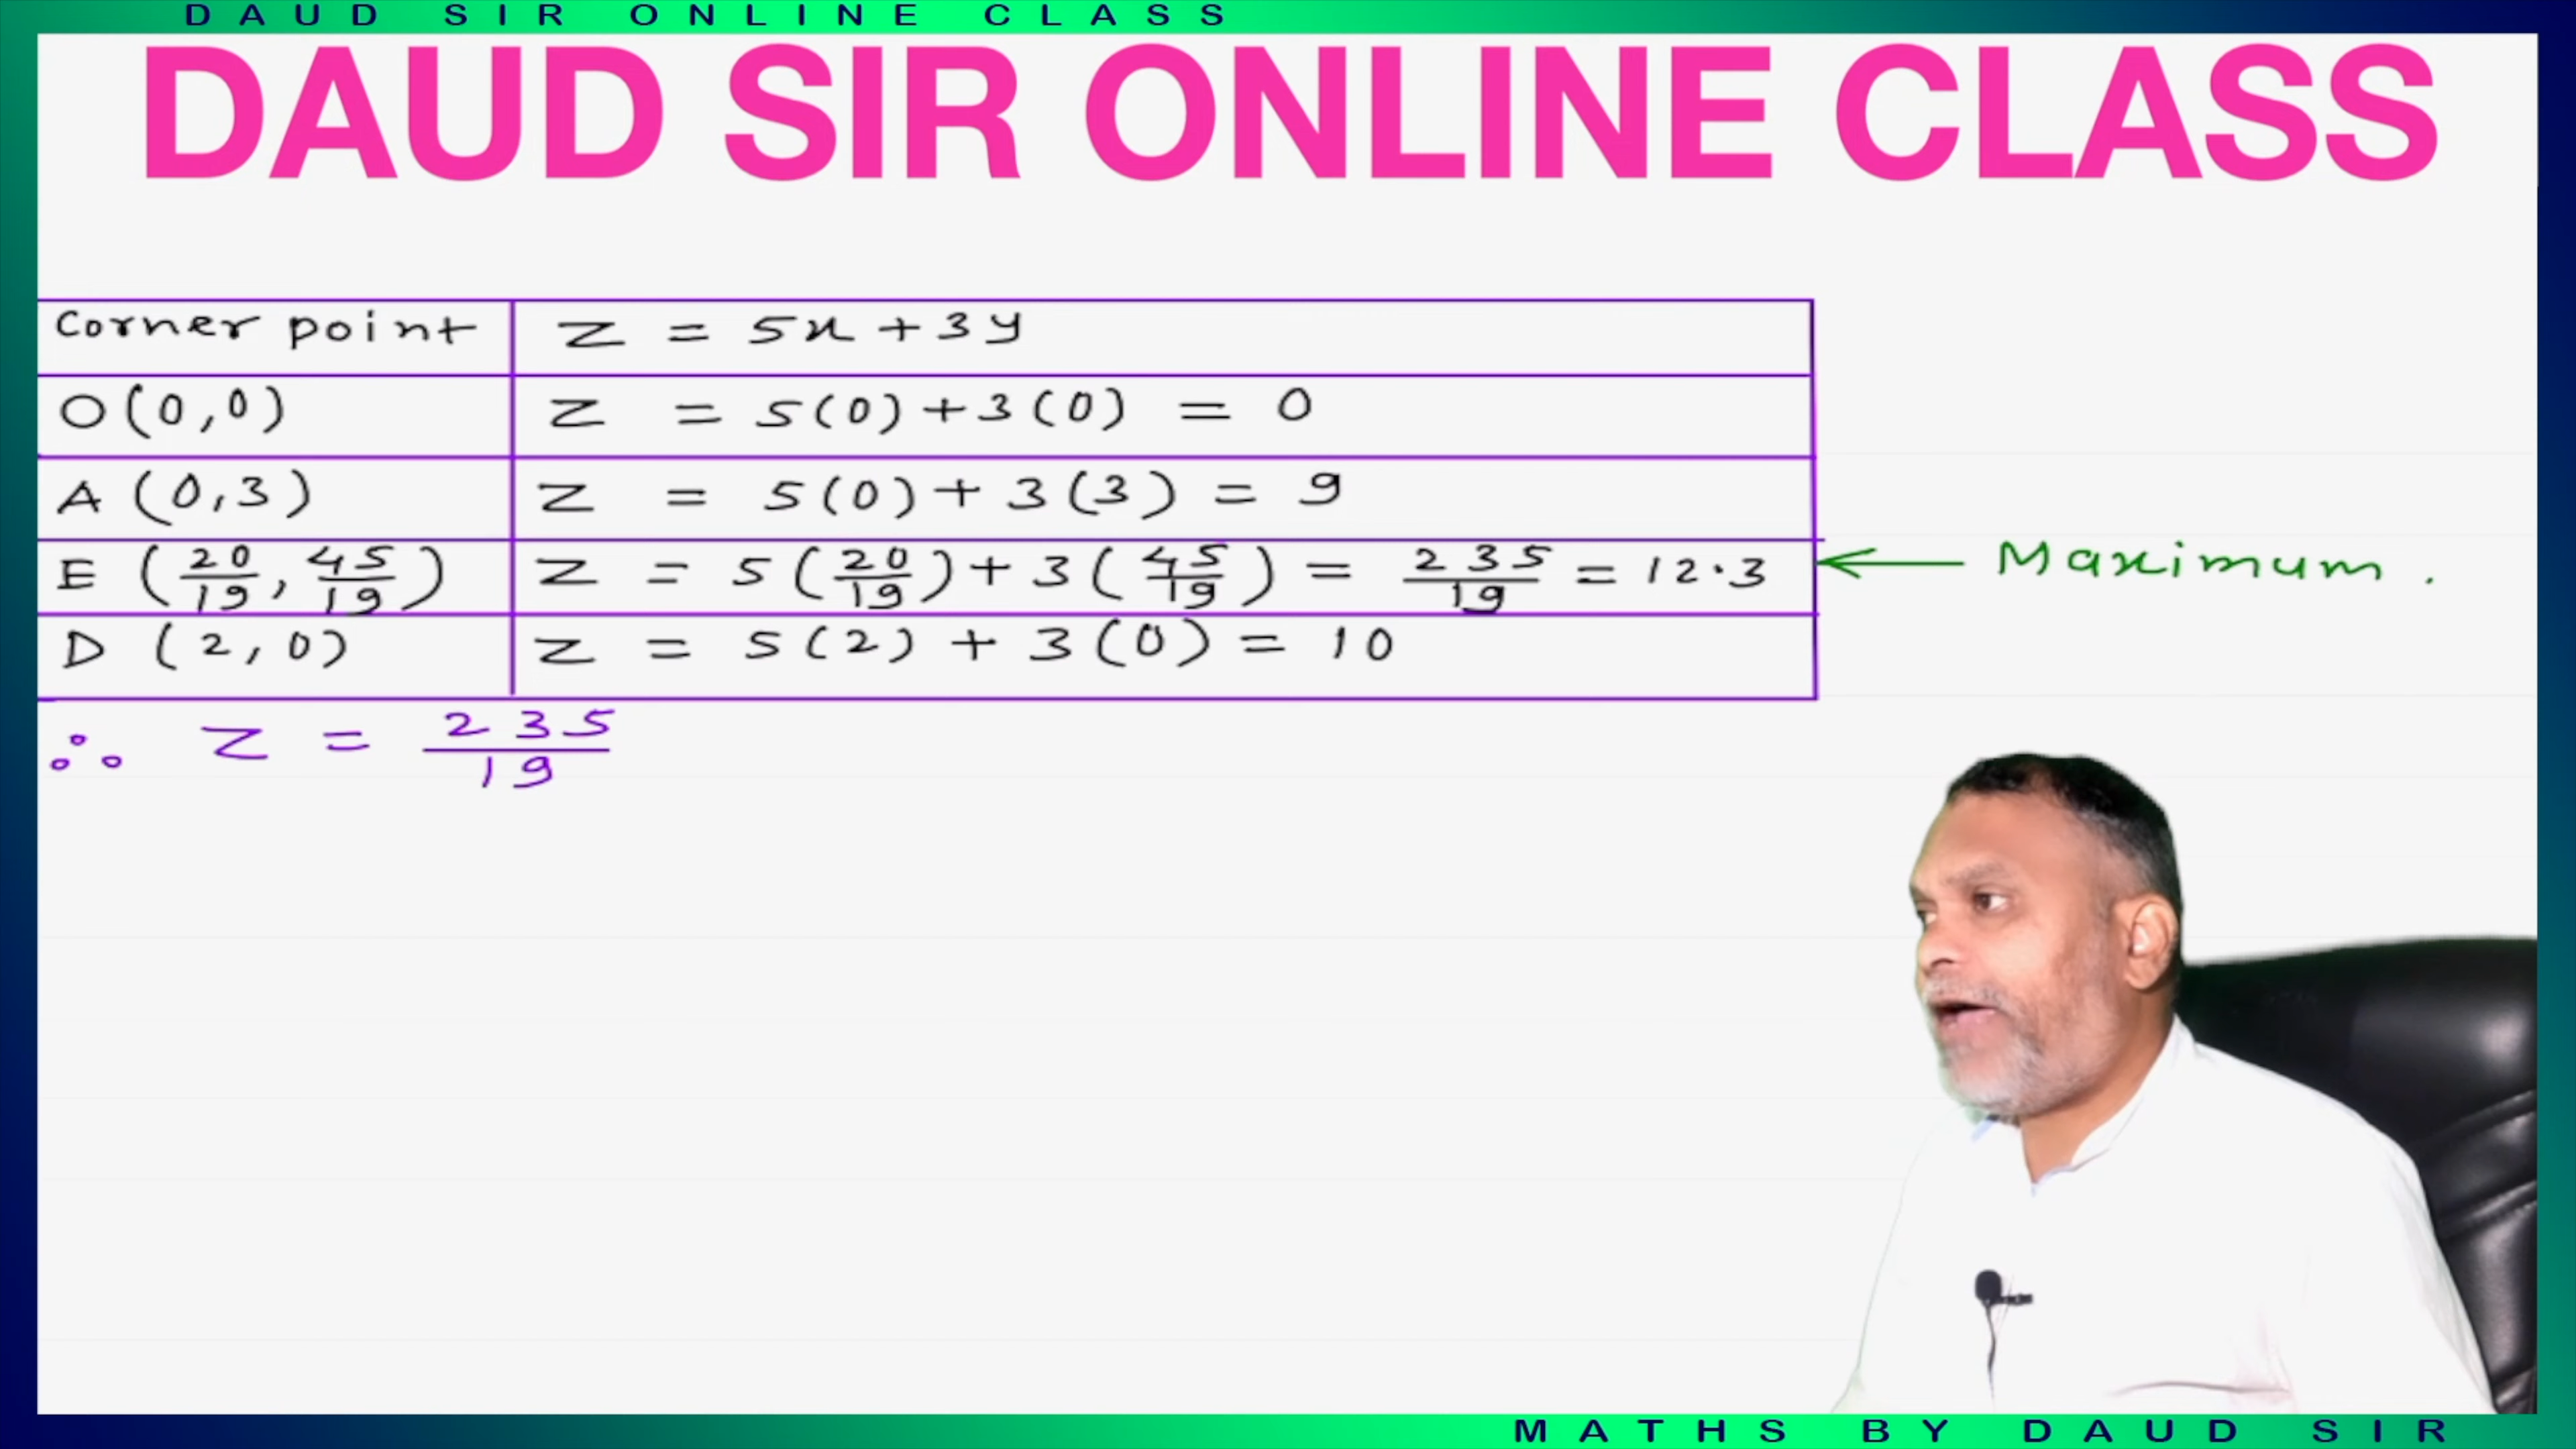 DAUD SIR ONLINE CLASS
DAUD SIR ONLINE CLASS
Corner point Z = 5x + 3y
O (0,0) Z = 5(0) + 3(0) = 0
A (0,3) Z = 5(0) + 3(3) = 9
E (20/19, 45/19) Z = 5(20/19) + 3(45/19) = 235/19 = 12.3 ← Maximum.
D (2,0) Z = 5(2) + 3(0) = 10
∴ Z = 235/19
MATHS BY DAUD SIR